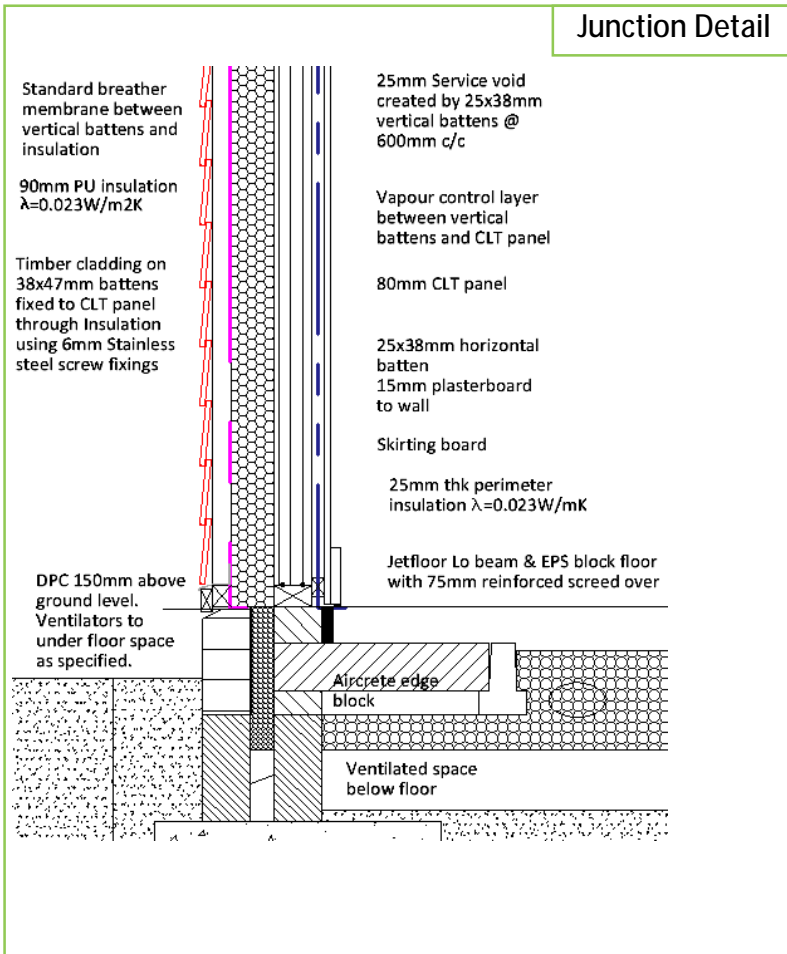 Junction Detail
Standard breather
membrane between
vertical battens and
insulation
90mm PU insulation
λ=0.023W/m2K
Timber cladding on
38x47mm battens
fixed to CLT panel
through Insulation
using 6mm Stainless
steel screw fixings
DPC 150mm above
ground level.
Ventilators to
under floor space
as specified.
25mm Service void
created by 25x38mm
vertical battens @
600mm c/c
Vapour control layer
between vertical
battens and CLT panel
80mm CLT panel
25x38mm horizontal
batten
15mm plasterboard
to wall
Skirting board
25mm thk perimeter
insulation λ=0.023W/mK
Jetfloor Lo beam & EPS block floor
with 75mm reinforced screed over
Aircrete edge
block
Ventilated space
below floor